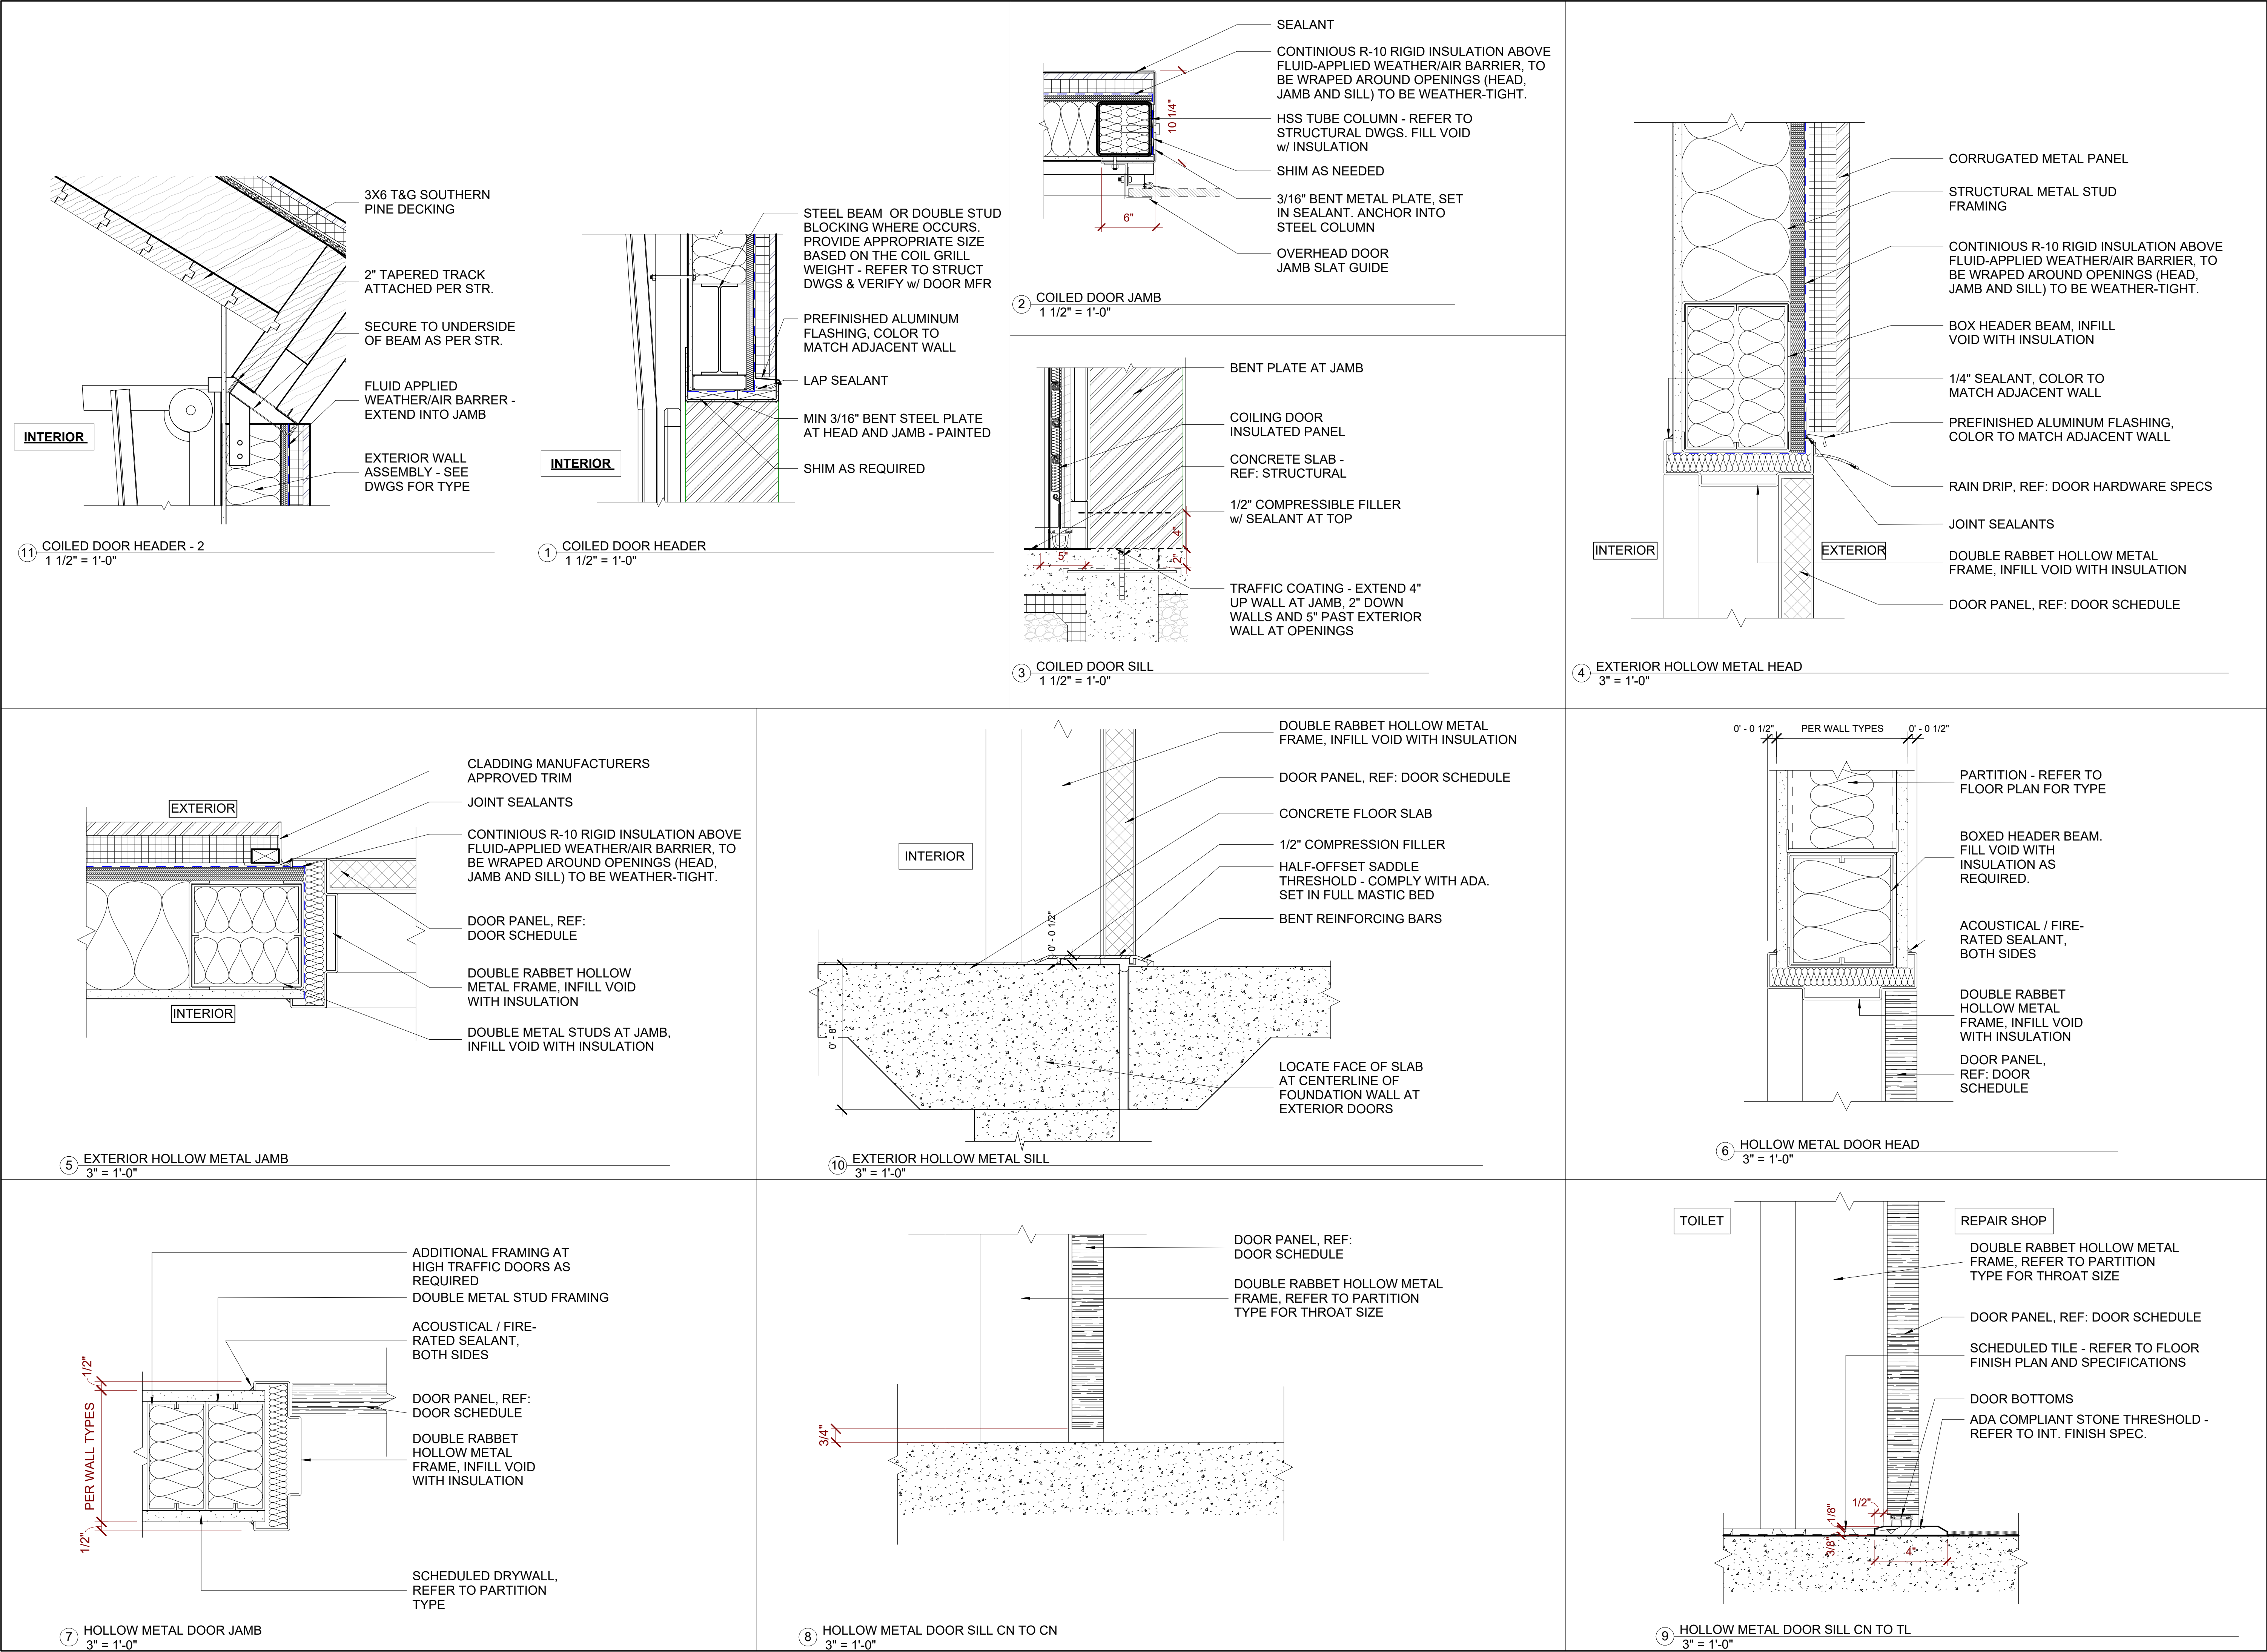 3X6 T&G SOUTHERN
PINE DECKING
2" TAPERED TRACK
ATTACHED PER STR.
SECURE TO UNDERSIDE
OF BEAM AS PER STR.
FLUID APPLIED
WEATHER/AIR BARRER -
EXTEND INTO JAMB
INTERIOR
EXTERIOR WALL
ASSEMBLY - SEE
DWGS FOR TYPE
11
COILED DOOR HEADER - 2
1 1/2" = 1'-0"
STEEL BEAM OR DOUBLE STUD
BLOCKING WHERE OCCURS.
PROVIDE APPROPRIATE SIZE
BASED ON THE COIL GRILL
WEIGHT - REFER TO STRUCT
DWGS & VERIFY w/ DOOR MFR
PREFINISHED ALUMINUM
FLASHING, COLOR TO
MATCH ADJACENT WALL
LAP SEALANT
MIN 3/16" BENT STEEL PLATE
AT HEAD AND JAMB - PAINTED
INTERIOR
SHIM AS REQUIRED
1
COILED DOOR HEADER
1 1/2" = 1'-0"
SEALANT
CONTINIOUS R-10 RIGID INSULATION ABOVE
FLUID-APPLIED WEATHER/AIR BARRIER, TO
BE WRAPED AROUND OPENINGS (HEAD,
JAMB AND SILL) TO BE WEATHER-TIGHT.
10 1/4"
HSS TUBE COLUMN - REFER TO
STRUCTURAL DWGS. FILL VOID
w/ INSULATION
SHIM AS NEEDED
3/16" BENT METAL PLATE, SET
IN SEALANT. ANCHOR INTO
STEEL COLUMN
6"
OVERHEAD DOOR
JAMB SLAT GUIDE
2
COILED DOOR JAMB
1 1/2" = 1'-0"
BENT PLATE AT JAMB
COILING DOOR
INSULATED PANEL
CONCRETE SLAB -
REF: STRUCTURAL
1/2" COMPRESSIBLE FILLER
w/ SEALANT AT TOP
4"
5"
2"
TRAFFIC COATING - EXTEND 4"
UP WALL AT JAMB, 2" DOWN
WALLS AND 5" PAST EXTERIOR
WALL AT OPENINGS
3
COILED DOOR SILL
1 1/2" = 1'-0"
CORRUGATED METAL PANEL
STRUCTURAL METAL STUD
FRAMING
CONTINIOUS R-10 RIGID INSULATION ABOVE
FLUID-APPLIED WEATHER/AIR BARRIER, TO
BE WRAPED AROUND OPENINGS (HEAD,
JAMB AND SILL) TO BE WEATHER-TIGHT.
BOX HEADER BEAM, INFILL
VOID WITH INSULATION
1/4" SEALANT, COLOR TO
MATCH ADJACENT WALL
PREFINISHED ALUMINUM FLASHING,
COLOR TO MATCH ADJACENT WALL
RAIN DRIP, REF: DOOR HARDWARE SPECS
JOINT SEALANTS
INTERIOR
EXTERIOR
DOUBLE RABBET HOLLOW METAL
FRAME, INFILL VOID WITH INSULATION
DOOR PANEL, REF: DOOR SCHEDULE
4
EXTERIOR HOLLOW METAL HEAD
3" = 1'-0"
CLADDING MANUFACTURERS
APPROVED TRIM
EXTERIOR
JOINT SEALANTS
CONTINIOUS R-10 RIGID INSULATION ABOVE
FLUID-APPLIED WEATHER/AIR BARRIER, TO
BE WRAPED AROUND OPENINGS (HEAD,
JAMB AND SILL) TO BE WEATHER-TIGHT.
DOOR PANEL, REF:
DOOR SCHEDULE
DOUBLE RABBET HOLLOW
METAL FRAME, INFILL VOID
WITH INSULATION
INTERIOR
DOUBLE METAL STUDS AT JAMB,
INFILL VOID WITH INSULATION
5
EXTERIOR HOLLOW METAL JAMB
3" = 1'-0"
DOUBLE RABBET HOLLOW METAL
FRAME, INFILL VOID WITH INSULATION
DOOR PANEL, REF: DOOR SCHEDULE
CONCRETE FLOOR SLAB
1/2" COMPRESSION FILLER
INTERIOR
HALF-OFFSET SADDLE
THRESHOLD - COMPLY WITH ADA.
SET IN FULL MASTIC BED
BENT REINFORCING BARS
0' - 0 1/2"
0' - 8"
LOCATE FACE OF SLAB
AT CENTERLINE OF
FOUNDATION WALL AT
EXTERIOR DOORS
10
EXTERIOR HOLLOW METAL SILL
3" = 1'-0"
0' - 0 1/2"
PER WALL TYPES
0' - 0 1/2"
PARTITION - REFER TO
FLOOR PLAN FOR TYPE
BOXED HEADER BEAM.
FILL VOID WITH
INSULATION AS
REQUIRED.
ACOUSTICAL / FIRE-
RATED SEALANT,
BOTH SIDES
DOUBLE RABBET
HOLLOW METAL
FRAME, INFILL VOID
WITH INSULATION
DOOR PANEL,
REF: DOOR
SCHEDULE
6
HOLLOW METAL DOOR HEAD
3" = 1'-0"
ADDITIONAL FRAMING AT
HIGH TRAFFIC DOORS AS
REQUIRED
DOUBLE METAL STUD FRAMING
ACOUSTICAL / FIRE-
RATED SEALANT,
BOTH SIDES
1/2"
PER WALL TYPES
1/2"
DOOR PANEL, REF:
DOOR SCHEDULE
DOUBLE RABBET
HOLLOW METAL
FRAME, INFILL VOID
WITH INSULATION
SCHEDULED DRYWALL,
REFER TO PARTITION
TYPE
7
HOLLOW METAL DOOR JAMB
3" = 1'-0"
DOOR PANEL, REF:
DOOR SCHEDULE
DOUBLE RABBET HOLLOW METAL
FRAME, REFER TO PARTITION
TYPE FOR THROAT SIZE
3/4"
8
HOLLOW METAL DOOR SILL CN TO CN
3" = 1'-0"
TOILET
REPAIR SHOP
DOUBLE RABBET HOLLOW METAL
FRAME, REFER TO PARTITION
TYPE FOR THROAT SIZE
DOOR PANEL, REF: DOOR SCHEDULE
SCHEDULED TILE - REFER TO FLOOR
FINISH PLAN AND SPECIFICATIONS
DOOR BOTTOMS
ADA COMPLIANT STONE THRESHOLD -
REFER TO INT. FINISH SPEC.
1/2"
1/8"
3/8"
4"
9
HOLLOW METAL DOOR SILL CN TO TL
3" = 1'-0"